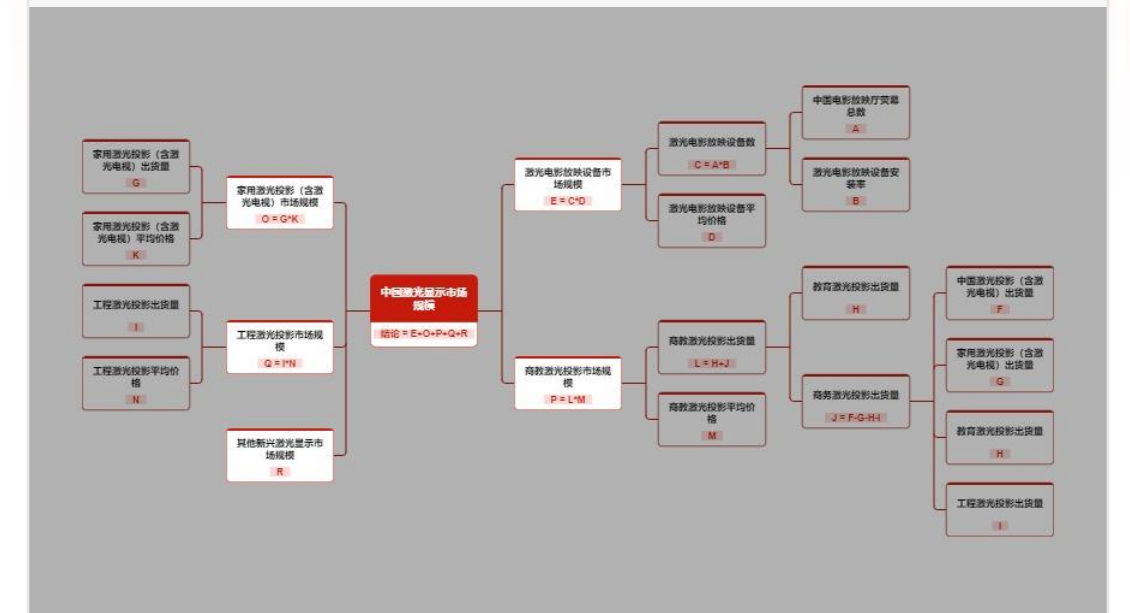 家用激光投影（含激
光电视）出货量
G
家用激光投影（含激
光电视）平均价格
K
家用激光投影（含激
光电视）市场规模
O = G*K
工程激光投影出货量
I
工程激光投影平均价
格
N
工程激光投影市场规
模
Q = I*N
其他新兴激光显示市
场规模
R
中国激光显示市场
规模
结论 = E+O+P+Q+R
激光电影放映设备市
场规模
E = C*D
激光电影放映设备数
C = A*B
激光电影放映设备平
均价格
D
中国电影放映厅荧幕
总数
A
激光电影放映设备安
装率
B
商教激光投影市场规
模
P = L*M
商教激光投影出货量
L = H+J
商教激光投影平均价
格
M
教育激光投影出货量
H
商务激光投影出货量
J = F-G-H-I
中国激光投影（含激
光电视）出货量
F
家用激光投影（含激
光电视）出货量
G
教育激光投影出货量
H
工程激光投影出货量
I